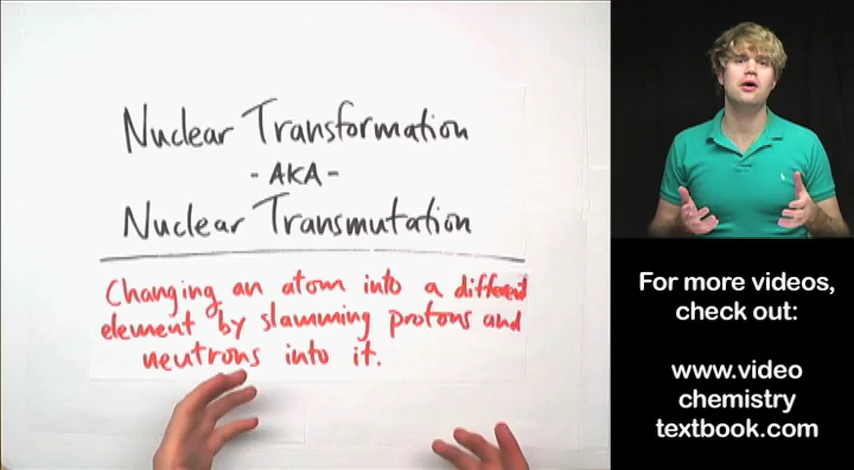 Nuclear Transformation
- AKA -
Nuclear Transmutation
Changing an atom into a different
element by slamming protons and
neutrons into it.
For more videos,
check out:
www.video
chemistry
textbook.com